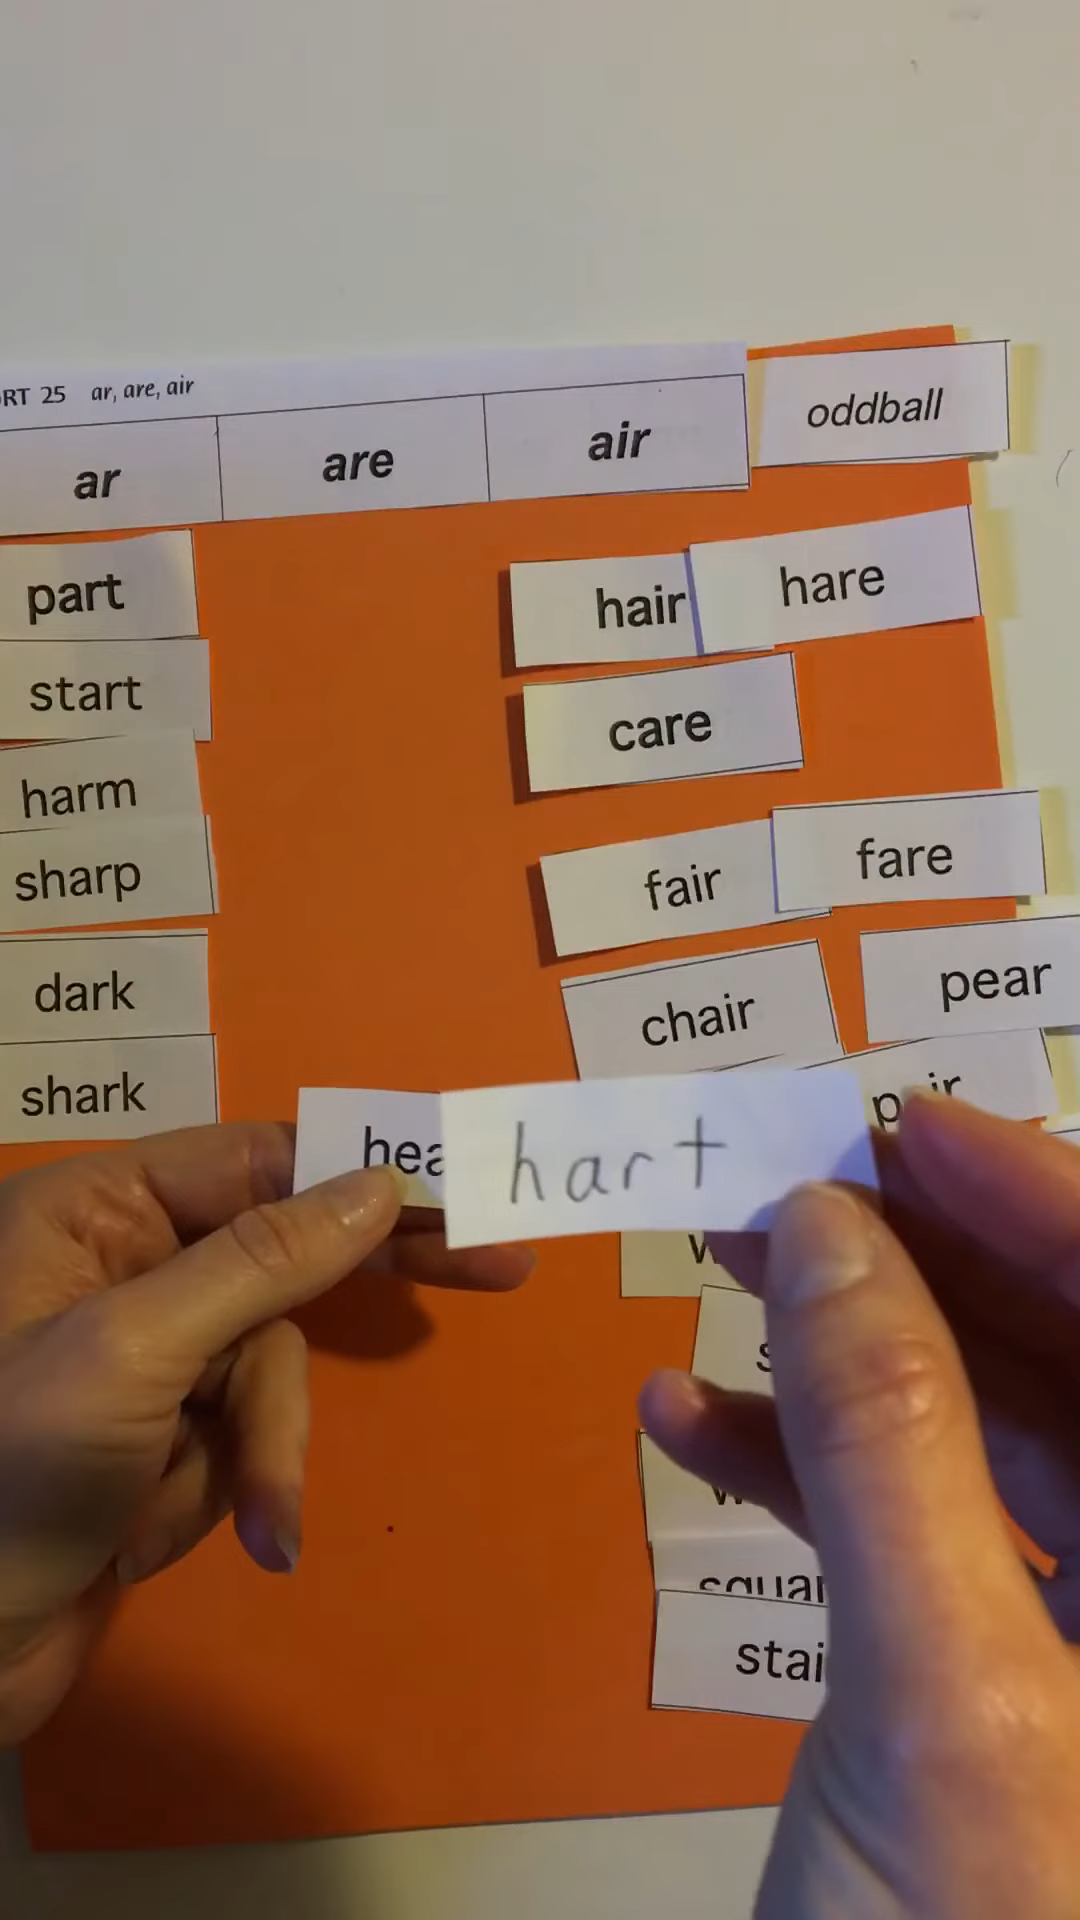 RT 25 ar, are, air
ar are air oddball
part hair hare
start care
harm
sharp fair fare
dark chair pear
shark
hart